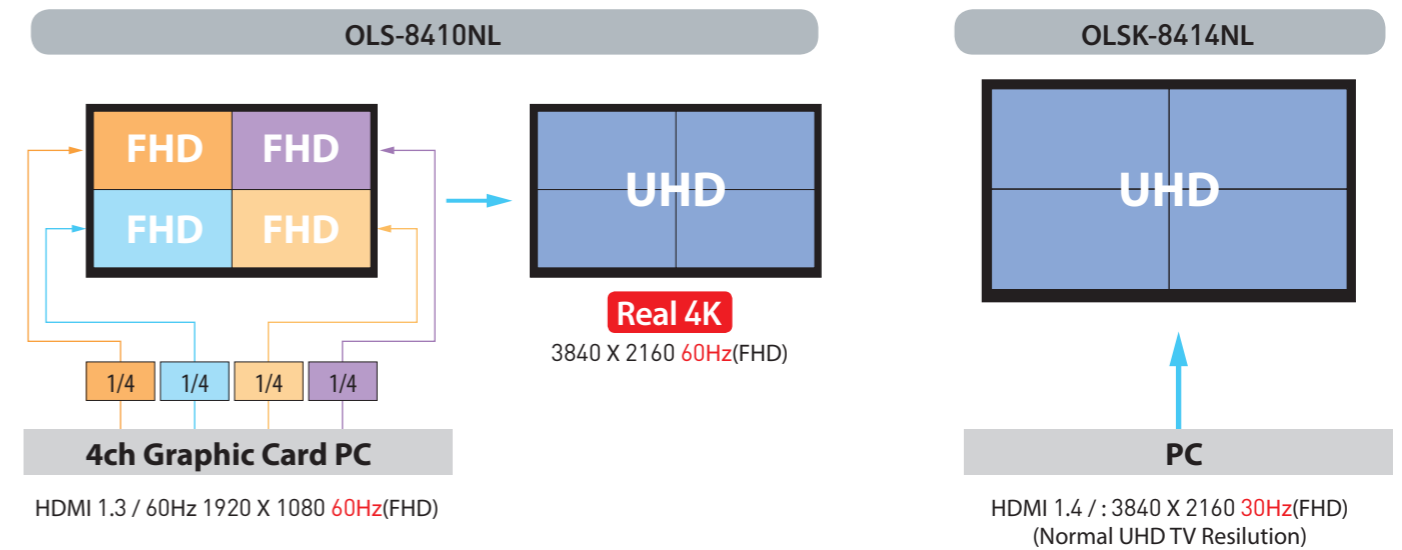 OLS-8410NL
FHD FHD
FHD FHD
1/4 1/4 1/4 1/4
4ch Graphic Card PC
HDMI 1.3 / 60Hz 1920 X 1080 60Hz(FHD)
UHD
Real 4K
3840 X 2160 60Hz(FHD)
OLSK-8414NL
UHD
PC
HDMI 1.4 / : 3840 X 2160 30Hz(FHD)
(Normal UHD TV Resilution)